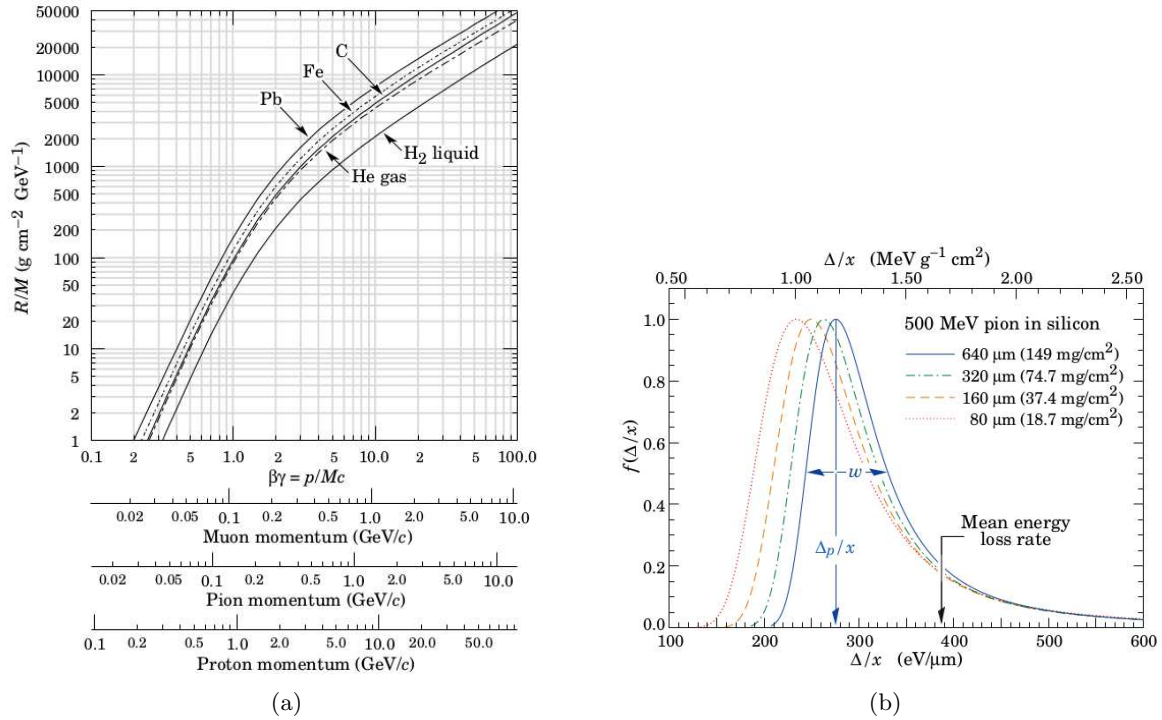 50000
20000
10000
5000
2000
1000
500
200
100
50
20
10
5
2
1
R/M (g cm⁻² GeV⁻¹)
C
Fe
Pb
H₂ liquid
He gas
0.1 2 5 1.0 2 5 10.0 2 5 100.0
βγ = p/Mc
0.02 0.05 0.1 0.2 0.5 1.0 2.0 5.0 10.0
Muon momentum (GeV/c)
0.02 0.05 0.1 0.2 0.5 1.0 2.0 5.0 10.0
Pion momentum (GeV/c)
0.1 0.2 0.5 1.0 2.0 5.0 10.0 20.0 50.0
Proton momentum (GeV/c)
(a)
Δ/x (MeV g⁻¹ cm²)
0.50 1.00 1.50 2.00 2.50
1.0
0.8
0.6
0.4
0.2
0.0
f(Δ/x)
500 MeV pion in silicon
640 μm (149 mg/cm²)
320 μm (74.7 mg/cm²)
160 μm (37.4 mg/cm²)
80 μm (18.7 mg/cm²)
w
Δp/x
Mean energy
loss rate
100 200 300 400 500 600
Δ/x (eV/μm)
(b)